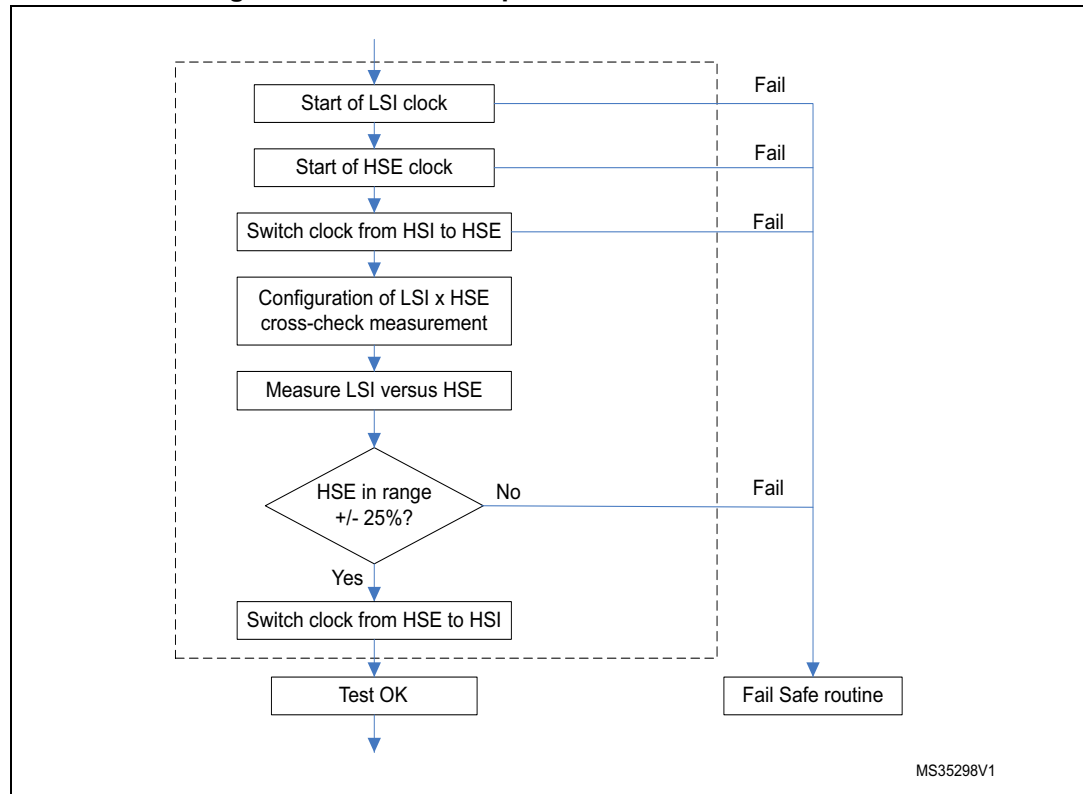 Start of LSI clock
Fail
Start of HSE clock
Fail
Switch clock from HSI to HSE
Fail
Configuration of LSI x HSE
cross-check measurement
Measure LSI versus HSE
HSE in range
+/- 25%?
No
Fail
Yes
Switch clock from HSE to HSI
Test OK
Fail Safe routine
MS35298V1